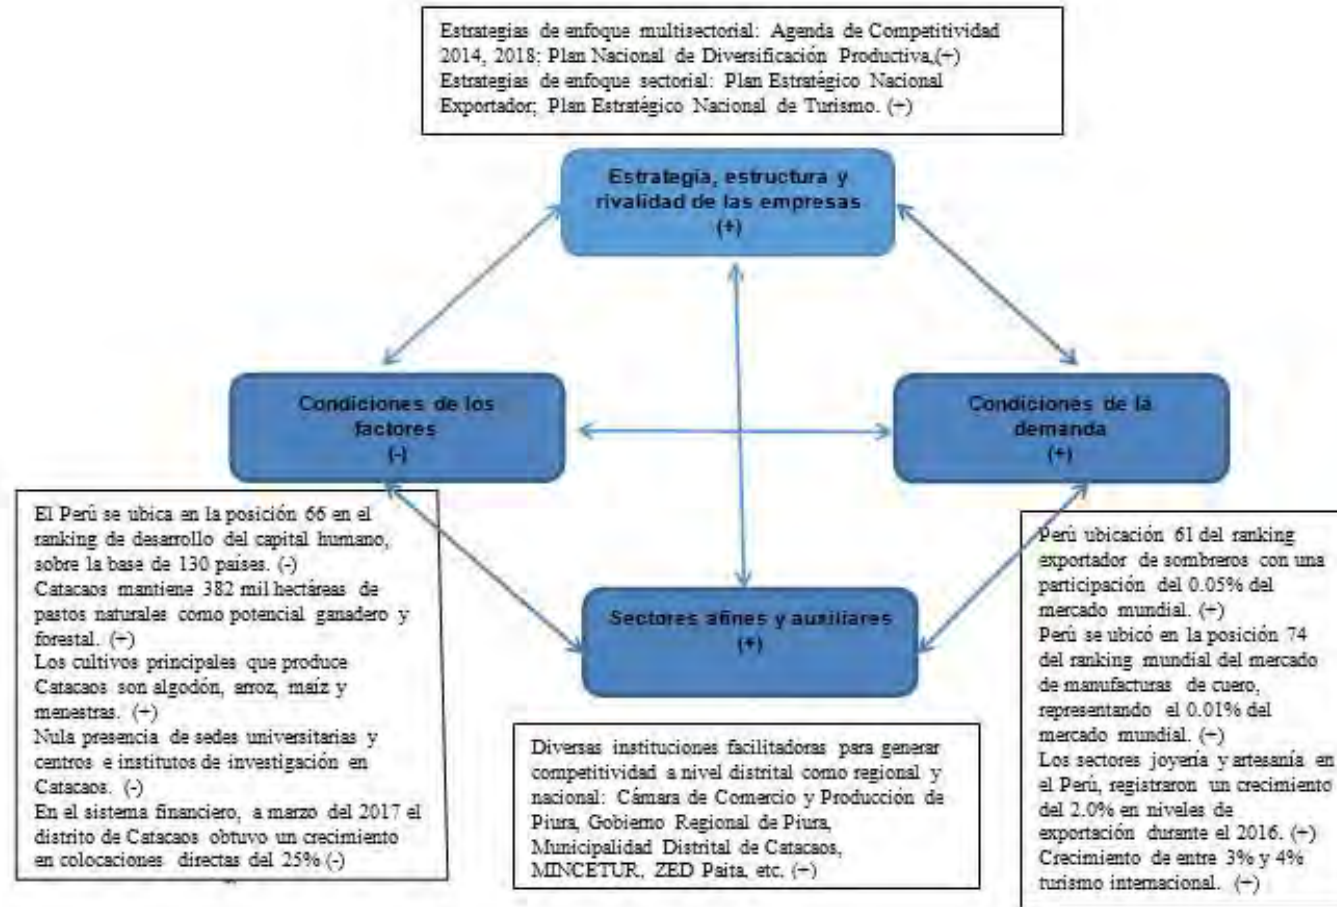 Estrategias de enfoque multisectorial: Agenda de Competitividad
2014, 2018: Plan Nacional de Diversificación Productiva,(+)
Estrategias de enfoque sectorial: Plan Estratégico Nacional
Exportador; Plan Estratégico Nacional de Turismo. (+)
Estrategia, estructura y
rivalidad de las empresas
(+)
Condiciones de los
factores
(-)
Condiciones de la
demanda
(+)
El Perú se ubica en la posición 66 en el
ranking de desarrollo del capital humano,
sobre la base de 130 países. (-)
Catacaos mantiene 382 mil hectáreas de
pastos naturales como potencial ganadero y
forestal. (+)
Los cultivos principales que produce
Catacaos son algodón, arroz, maíz y
menestras. (+)
Nula presencia de sedes universitarias y
centros e institutos de investigación en
Catacaos. (-)
En el sistema financiero, a marzo del 2017 el
distrito de Catacaos obtuvo un crecimiento
en colocaciones directas del 25% (-)
Sectores afines y auxiliares
(+)
Diversas instituciones facilitadoras para generar
competitividad a nivel distrital como regional y
nacional: Cámara de Comercio y Producción de
Piura, Gobierno Regional de Piura,
Municipalidad Distrital de Catacaos,
MINCETUR, ZED Paita, etc. (+)
Perú ubicación 61 del ranking
exportador de sombreros con una
participación del 0.05% del
mercado mundial. (+)
Perú se ubicó en la posición 74
del ranking mundial del mercado
de manufacturas de cuero,
representando el 0.01% del
mercado mundial. (+)
Los sectores joyería y artesanía en
el Perú, registraron un crecimiento
del 2.0% en niveles de
exportación durante el 2016. (+)
Crecimiento de entre 3% y 4%
turismo internacional. (+)